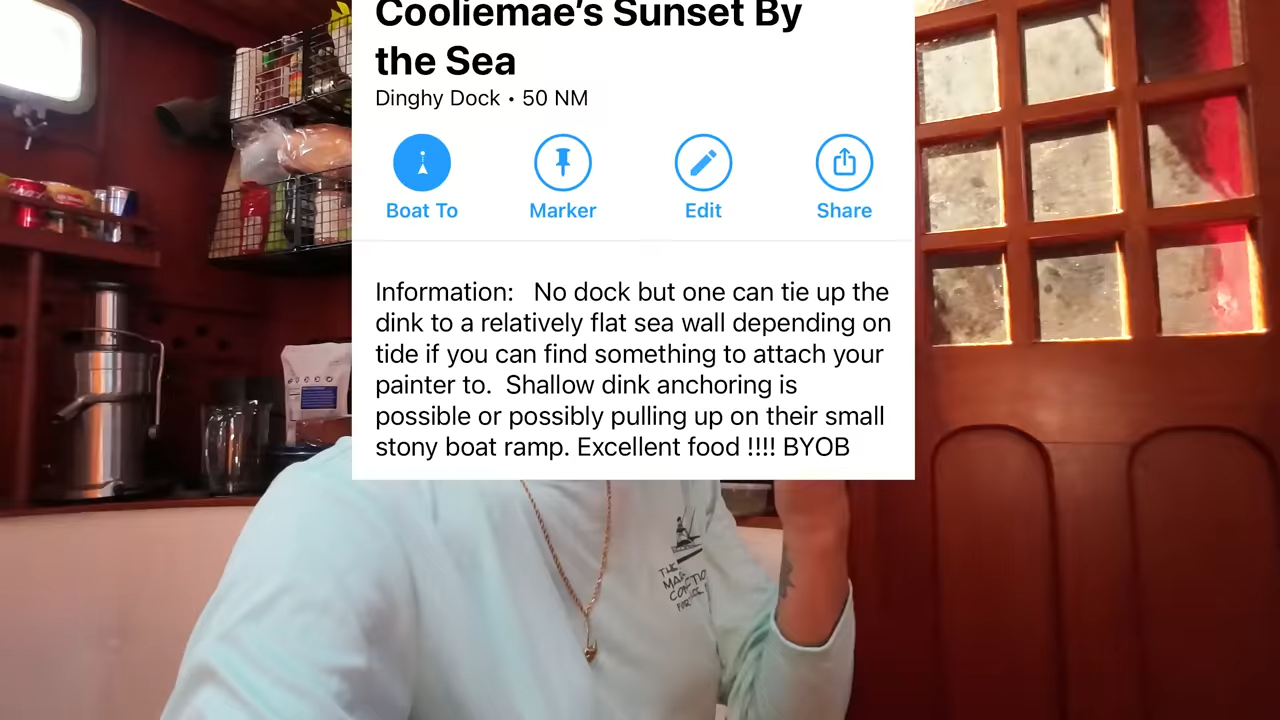 Cooliemae's Sunset By
the Sea
Dinghy Dock • 50 NM
Boat To
Marker
Edit
Share
Information:   No dock but one can tie up the
dink to a relatively flat sea wall depending on
tide if you can find something to attach your
painter to.  Shallow dink anchoring is
possible or possibly pulling up on their small
stony boat ramp. Excellent food !!!! BYOB
THE